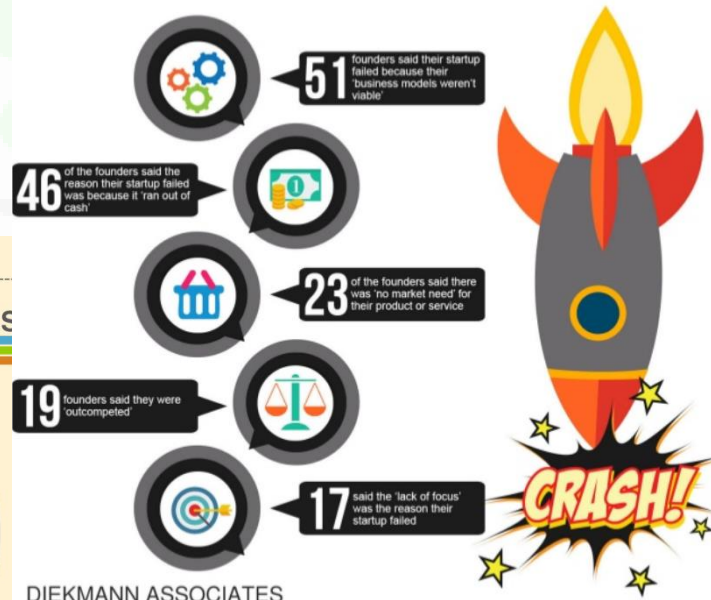 51
founders said their startup
failed because their
'business models weren't
viable'
46
of the founders said the
reason their startup failed
was because it 'ran out of
cash'
23
of the founders said there
was 'no market need' for
their product or service
19
founders said they were
'outcompeted'
17
said the 'lack of focus'
was the reason their
startup failed
CRASH!
DIEKMANN ASSOCIATES